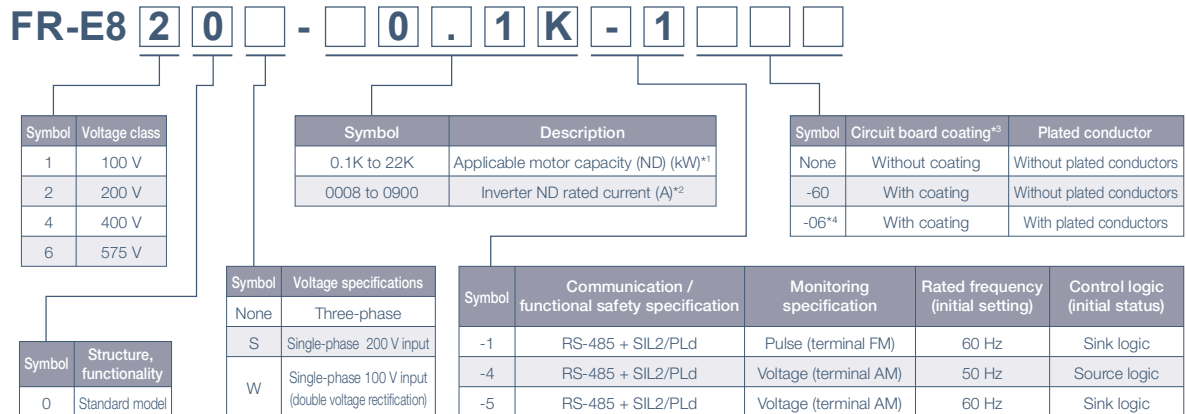 FR-E8 2 0 - 0 . 1 K - 1
Symbol Voltage class
1 100 V
2 200 V
4 400 V
6 575 V
Symbol Description
0.1K to 22K Applicable motor capacity (ND) (kW)*1
0008 to 0900 Inverter ND rated current (A)*2
Symbol Circuit board coating*3 Plated conductor
None Without coating Without plated conductors
-60 With coating Without plated conductors
-06*4 With coating With plated conductors
Symbol Structure,
functionality
0 Standard model
Symbol Voltage specifications
None Three-phase
S Single-phase 200 V input
W Single-phase 100 V input
(double voltage rectification)
Symbol Communication /
functional safety specification Monitoring
specification Rated frequency
(initial setting) Control logic
(initial status)
-1 RS-485 + SIL2/PLd Pulse (terminal FM) 60 Hz Sink logic
-4 RS-485 + SIL2/PLd Voltage (terminal AM) 50 Hz Source logic
-5 RS-485 + SIL2/PLd Voltage (terminal AM) 60 Hz Sink logic